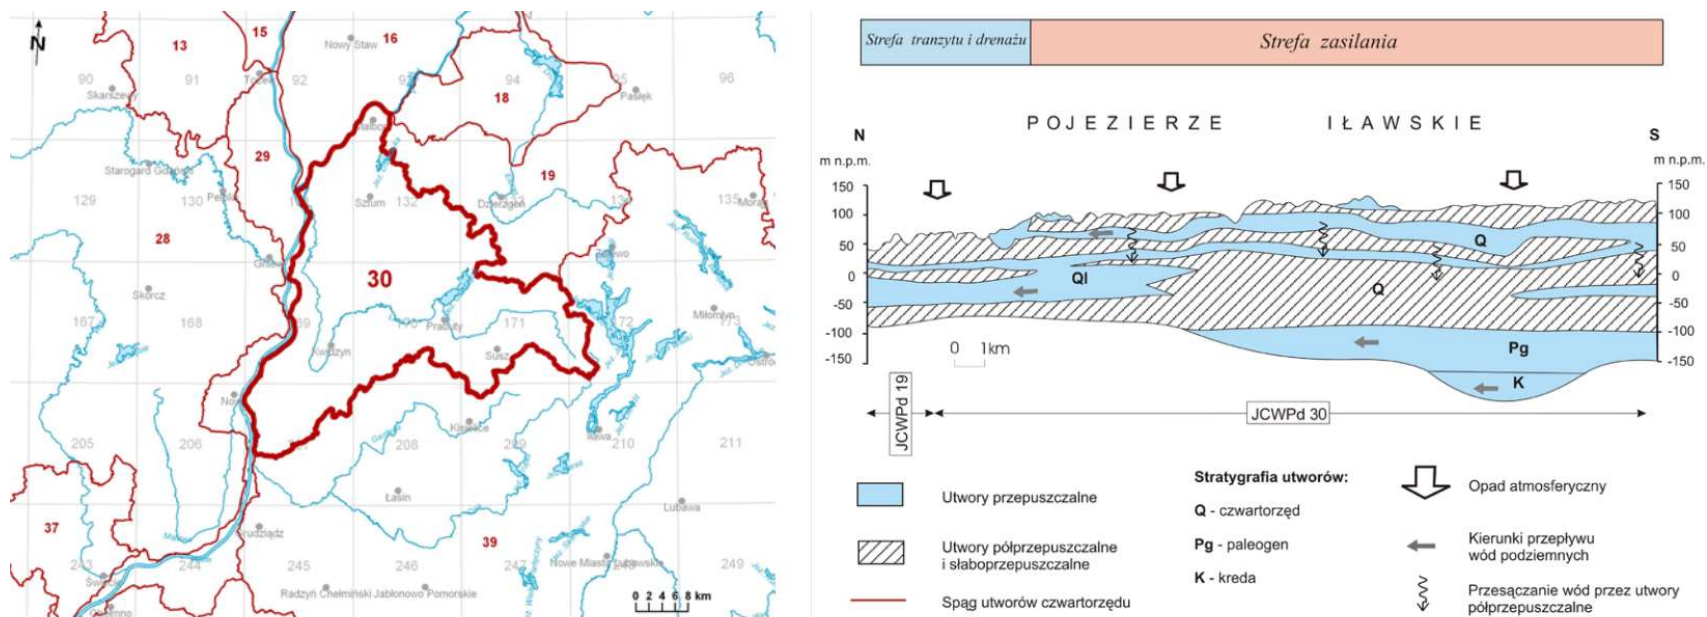 N
13
15
16
Nowy Staw
90
91
92
94
95
96
Skarszewy
18
Pasłęk
29
19
Starogard Gdański
129
130
Sztum
132
Dzierzgoń
135
28
Gniew
30
Skórcz
167
168
170
171
172
173
Prabuty
Miłomłyn
Kwidzyn
Susz
205
206
208
209
210
211
Kisielice
Iława
Łasin
Lubawa
37
Grudziądz
39
243
244
245
246
247
249
Świecie
Nowe Miasto Lubawskie
Radzyń Chełmiński
Jabłonowo Pomorskie
Chełmno
0 2 4 6 8 km
Strefa tranzytu i drenażu
Strefa zasilania
POJEZIERZE IŁAWSKIE
N
S
m n.p.m.
m n.p.m.
150
100
50
0
-50
-100
-150
150
100
50
0
-50
-100
-150
Q
QI
Q
Pg
K
0 1km
JCWPd 19
JCWPd 30
Utwory przepuszczalne
Utwory półprzepuszczalne
i słaboprzepuszczalne
Spąg utworów czwartorzędu
Stratygrafia utworów:
Q - czwartorzęd
Pg - paleogen
K - kreda
Opad atmosferyczny
Kierunki przepływu
wód podziemnych
Przesączanie wód przez utwory
półprzepuszczalne